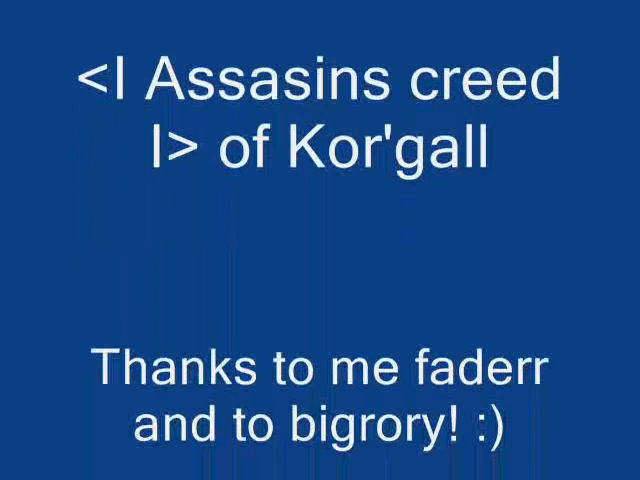 <I Assasins creed
I> of Kor'gall
Thanks to me faderr
and to bigrory! :)